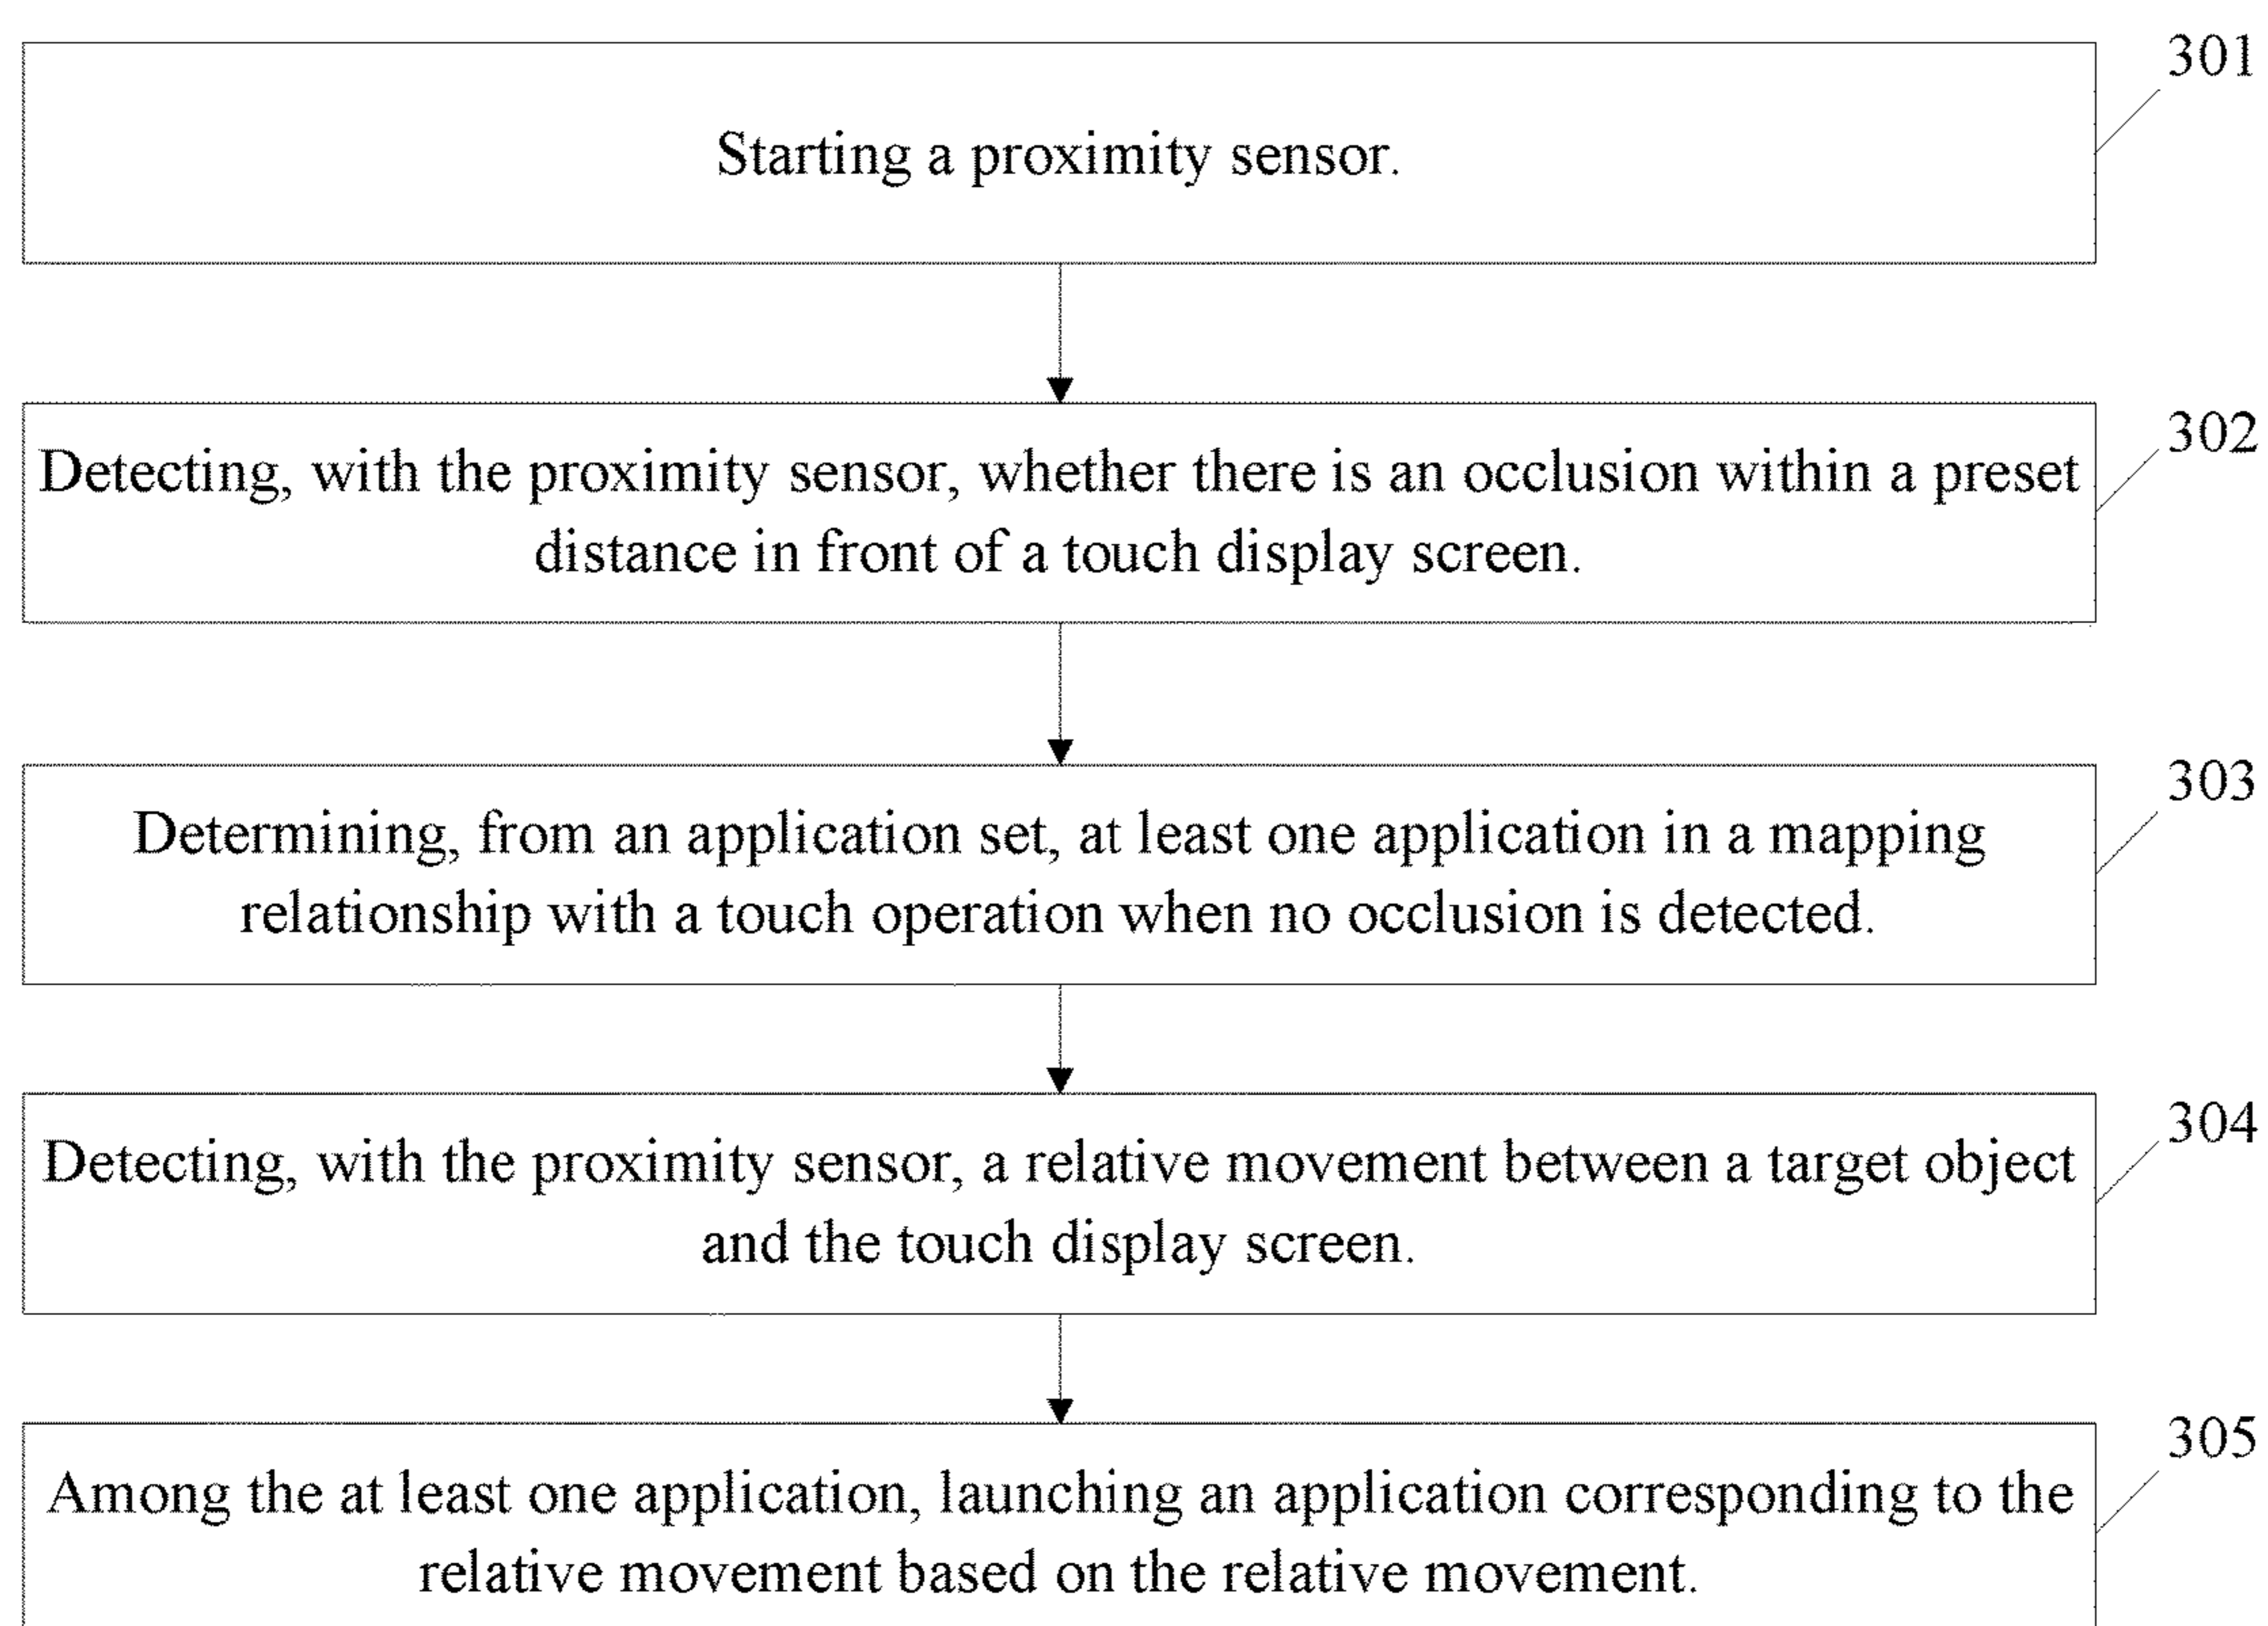 301
Starting a proximity sensor.
302
Detecting, with the proximity sensor, whether there is an occlusion within a preset
distance in front of a touch display screen.
303
Determining, from an application set, at least one application in a mapping
relationship with a touch operation when no occlusion is detected.
304
Detecting, with the proximity sensor, a relative movement between a target object
and the touch display screen.
305
Among the at least one application, launching an application corresponding to the
relative movement based on the relative movement.